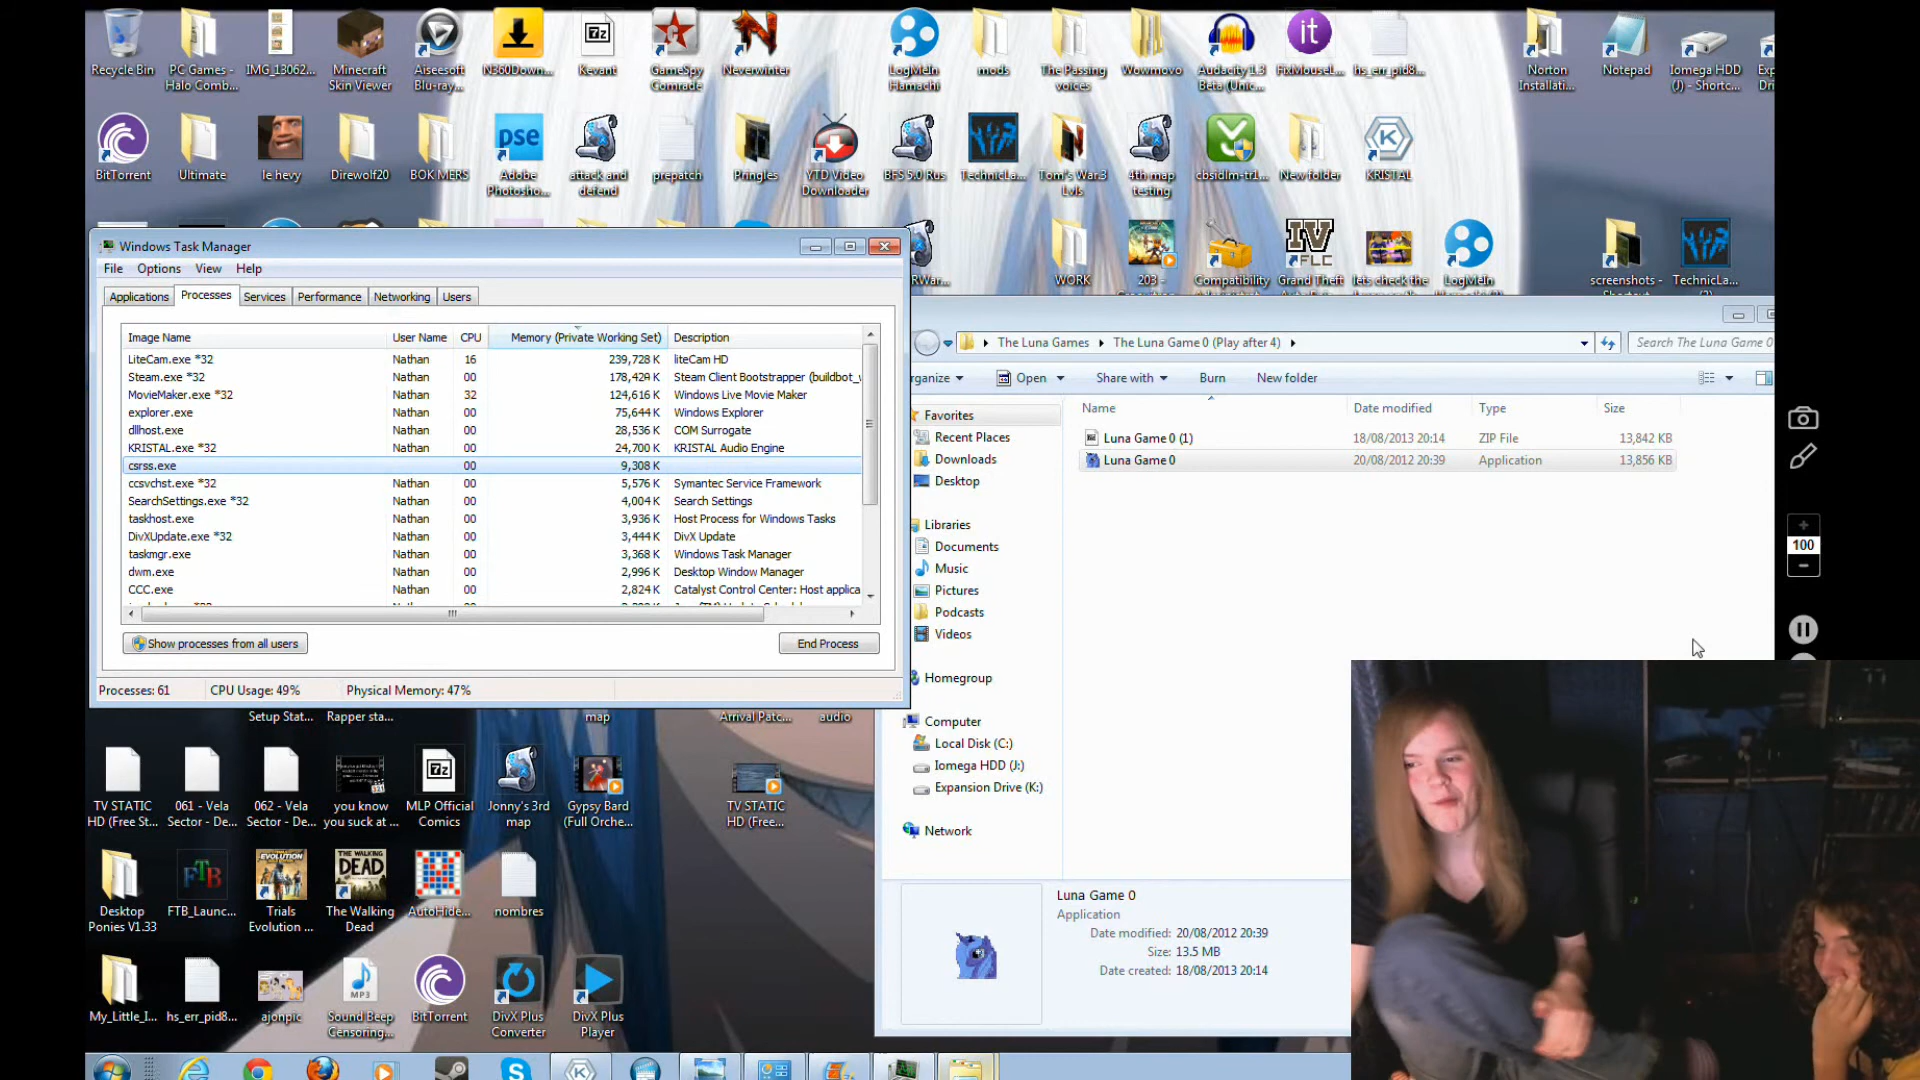 Recycle Bin
PC Games -
Halo Comb...
IMG_13062...
Minecraft
Skin Viewer
Aiseesoft
Blu-ray...
N360Down...
Kevant
GameSpy
Comrade
Neverwinter
LogMeIn
Hamachi
mods
The Passing
voices
Wowmovo
Audacity 1.3
Beta (Unic...
FixMouseL...
hs_err_pid8...
Norton
Installati...
Notepad
Iomega HDD
(J) - Shortc...
BitTorrent
Ultimate
le hevy
Direwolf20
BOK MERS
pse
Adobe
Photosho...
attack and
defend
prepatch
Pringles
YTD Video
Downloader
BFS 5.0 Rus
TechnicLa...
Tom's War.3
Lvls
4th map
testing
cbsidlm-tr1...
New folder
KRISTAL
WORK
203 -
Compatibility
Grand Theft
lets check the
LogMeIn
screenshots -
Shortcut
TechnicLa...
Windows Task Manager
File Options View Help
Applications Processes Services Performance Networking Users
Image Name User Name CPU Memory (Private Working Set) Description
LiteCam.exe *32 Nathan 16 239,728 K liteCam HD
Steam.exe *32 Nathan 00 178,424 K Steam Client Bootstrapper (buildbot_
MovieMaker.exe *32 Nathan 32 124,616 K Windows Live Movie Maker
explorer.exe Nathan 00 75,644 K Windows Explorer
dllhost.exe Nathan 00 28,536 K COM Surrogate
KRISTAL.exe *32 Nathan 00 24,700 K KRISTAL Audio Engine
csrss.exe 00 9,308 K
ccsvchst.exe *32 Nathan 00 5,576 K Symantec Service Framework
SearchSettings.exe *32 Nathan 00 4,004 K Search Settings
taskhost.exe Nathan 00 3,936 K Host Process for Windows Tasks
DivXUpdate.exe *32 Nathan 00 3,444 K DivX Update
taskmgr.exe Nathan 00 3,368 K Windows Task Manager
dwm.exe Nathan 00 2,996 K Desktop Window Manager
CCC.exe Nathan 00 2,824 K Catalyst Control Center: Host applica
Show processes from all users
End Process
Processes: 61 CPU Usage: 49% Physical Memory: 47%
The Luna Games The Luna Game 0 (Play after 4)
Search The Luna Game 0
rganize Open Share with Burn New folder
Name Date modified Type Size
Luna Game 0 (1) 18/08/2013 20:14 ZIP File 13,842 KB
Luna Game 0 20/08/2012 20:39 Application 13,856 KB
Favorites
Recent Places
Downloads
Desktop
Libraries
Documents
Music
Pictures
Podcasts
Videos
Homegroup
Computer
Local Disk (C:)
Iomega HDD (J:)
Expansion Drive (K:)
Network
Luna Game 0
Application
Date modified: 20/08/2012 20:39
Size: 13.5 MB
Date created: 18/08/2013 20:14
100
Setup Stat...
Rapper sta...
map
Arrival Patc...
audio
TV STATIC
HD (Free St...
061 - Vela
Sector - De...
062 - Vela
Sector - De...
you know
you suck at ...
MLP Official
Comics
Jonny's 3rd
map
Gypsy Bard
(Full Orche...
TV STATIC
HD (Free...
Desktop
Ponies V1.33
FTB
FTB_Launc...
Trials
Evolution ...
THE WALKING
DEAD
The Walking
Dead
AutoHide...
nombres
My_Little_I...
hs_err_pid8...
ajonpic
MP3
Sound Beep
Censoring...
BitTorrent
DivX Plus
Converter
DivX Plus
Player